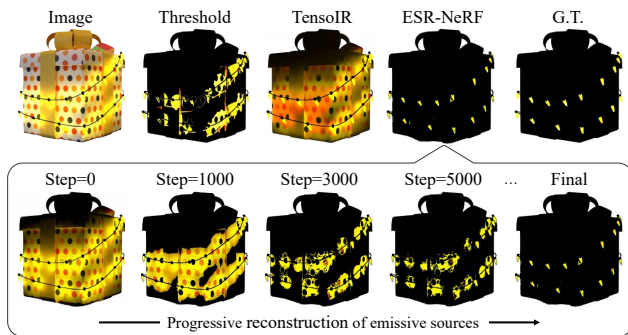 Image Threshold TensoIR ESR-NeRF G.T.
Step=0 Step=1000 Step=3000 Step=5000 ... Final
Progressive reconstruction of emissive sources